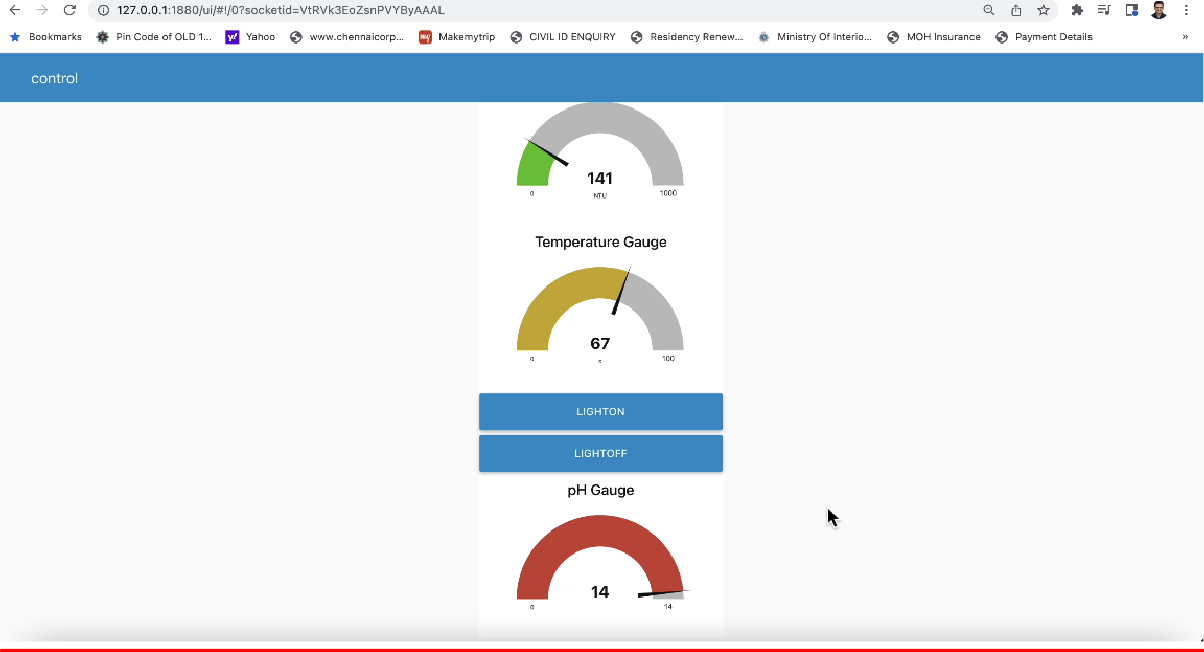 127.0.0.1:1880/ui/#!/0?socketid=VtRVk3EoZsnPVYByAAAL
Bookmarks Pin Code of OLD 1... Yahoo www.chennaicorp... Makemytrip CIVIL ID ENQUIRY Residency Renew... Ministry Of Interio... MOH Insurance Payment Details »
control
141
0 NTU 1000
Temperature Gauge
67
0 c 100
LIGHTON
LIGHTOFF
pH Gauge
14
0 14